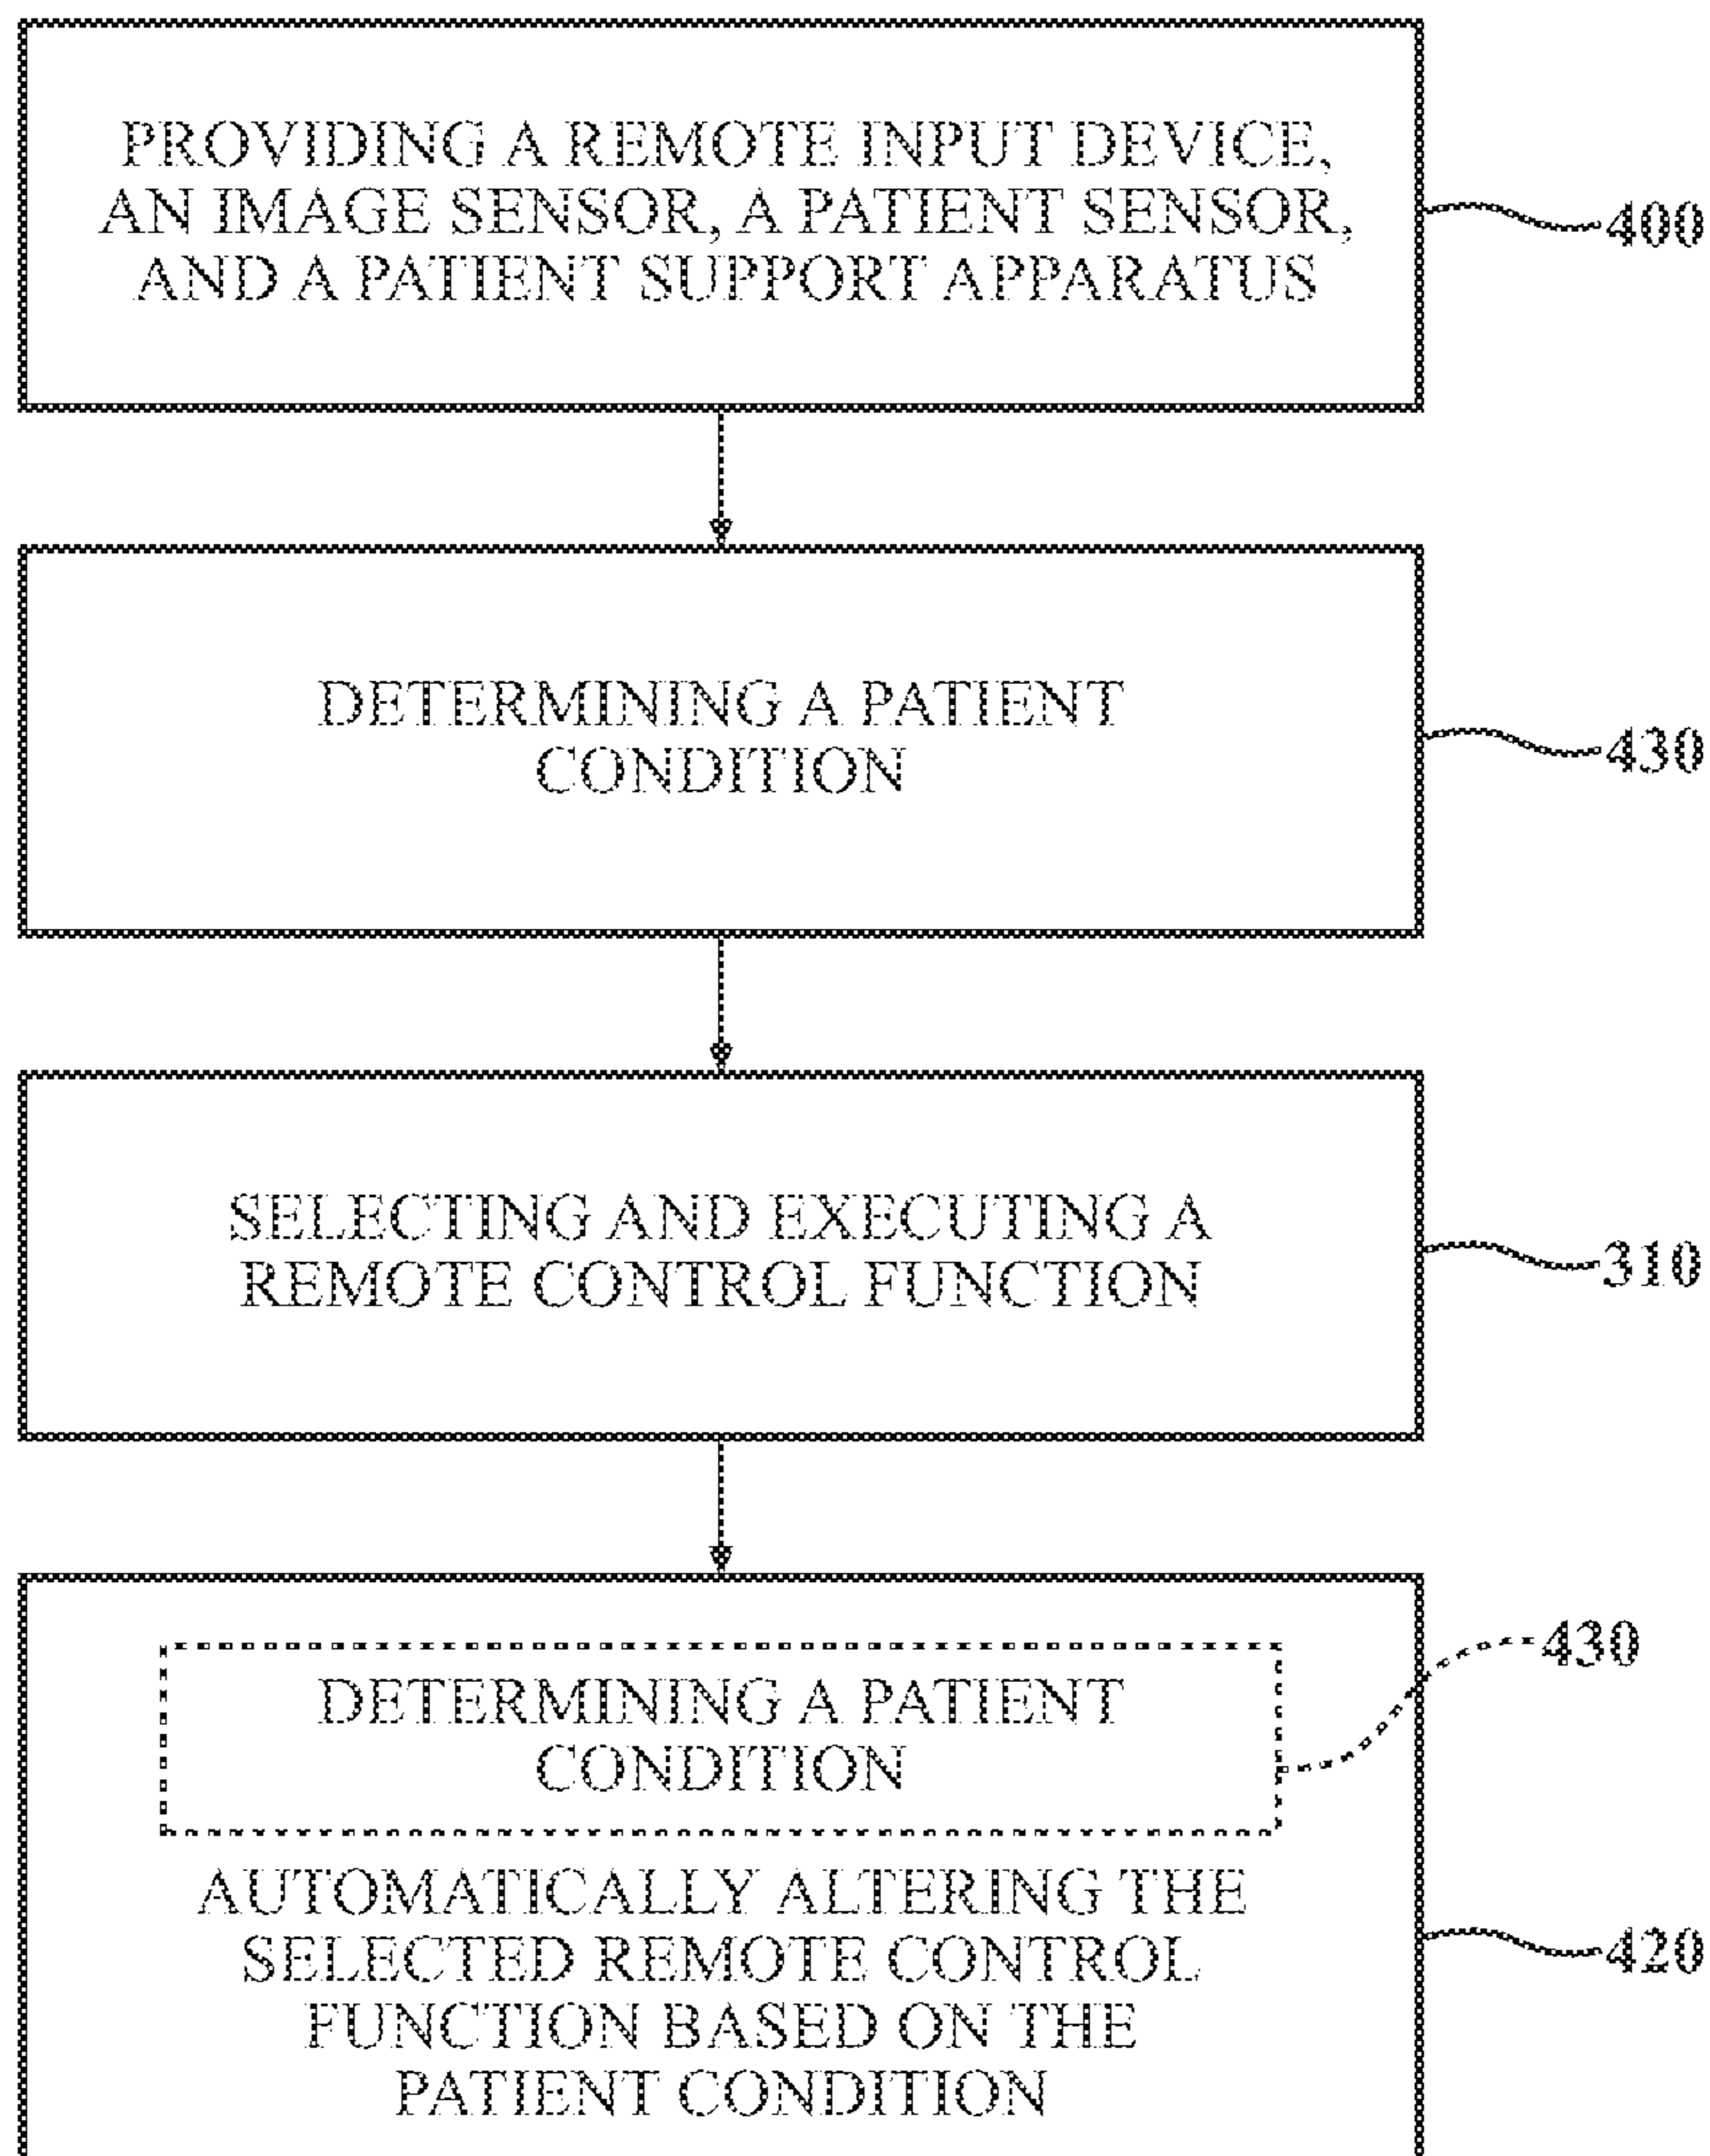 PROVIDING A REMOTE INPUT DEVICE,
AN IMAGE SENSOR, A PATIENT SENSOR,
AND A PATIENT SUPPORT APPARATUS
400
DETERMINING A PATIENT
CONDITION
430
SELECTING AND EXECUTING A
REMOTE CONTROL FUNCTION
310
DETERMINING A PATIENT
CONDITION
430
AUTOMATICALLY ALTERING THE
SELECTED REMOTE CONTROL
FUNCTION BASED ON THE
PATIENT CONDITION
420